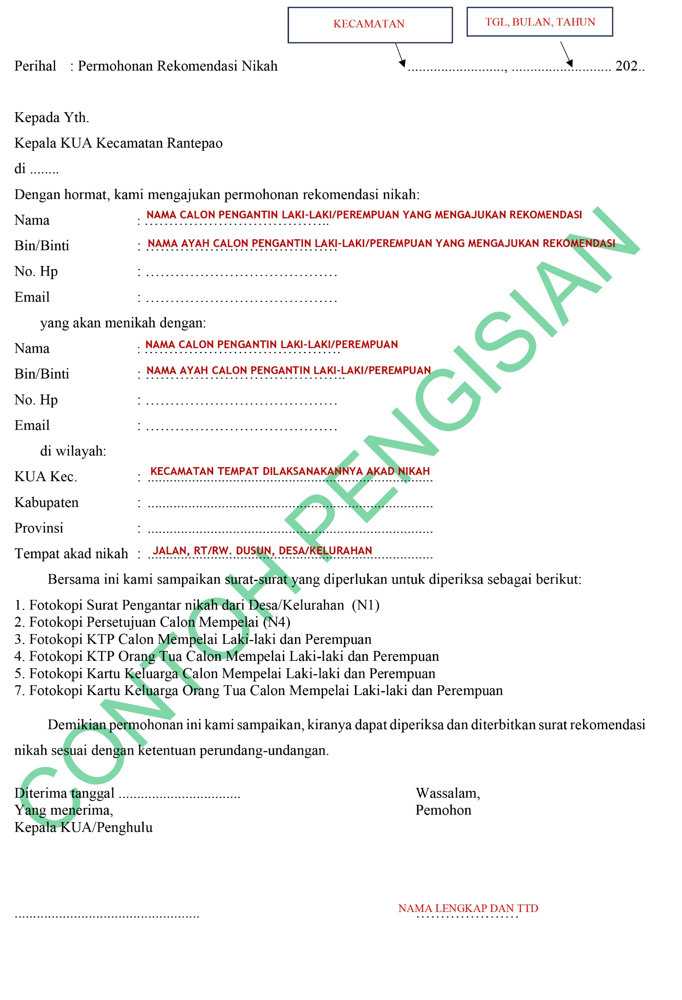 KECAMATAN
TGL, BULAN, TAHUN
Perihal : Permohonan Rekomendasi Nikah .........................., ........................... 202..
Kepada Yth.
Kepala KUA Kecamatan Rantepao
di ........
Dengan hormat, kami mengajukan permohonan rekomendasi nikah:
Nama : NAMA CALON PENGANTIN LAKI-LAKI/PEREMPUAN YANG MENGAJUKAN REKOMENDASI
Bin/Binti : NAMA AYAH CALON PENGANTIN LAKI-LAKI/PEREMPUAN YANG MENGAJUKAN REKOMENDASI
No. Hp : …………………………………
Email : …………………………………
yang akan menikah dengan:
Nama : NAMA CALON PENGANTIN LAKI-LAKI/PEREMPUAN
Bin/Binti : NAMA AYAH CALON PENGANTIN LAKI-LAKI/PEREMPUAN
No. Hp : …………………………………
Email : …………………………………
di wilayah:
KUA Kec. : KECAMATAN TEMPAT DILAKSANAKANNYA AKAD NIKAH
Kabupaten : .............................................................................
Provinsi : .............................................................................
Tempat akad nikah : JALAN, RT/RW. DUSUN, DESA/KELURAHAN
Bersama ini kami sampaikan surat-surat yang diperlukan untuk diperiksa sebagai berikut:
1. Fotokopi Surat Pengantar nikah dari Desa/Kelurahan (N1)
2. Fotokopi Persetujuan Calon Mempelai (N4)
3. Fotokopi KTP Calon Mempelai Laki-laki dan Perempuan
4. Fotokopi KTP Orang Tua Calon Mempelai Laki-laki dan Perempuan
5. Fotokopi Kartu Keluarga Calon Mempelai Laki-laki dan Perempuan
7. Fotokopi Kartu Keluarga Orang Tua Calon Mempelai Laki-laki dan Perempuan
Demikian permohonan ini kami sampaikan, kiranya dapat diperiksa dan diterbitkan surat rekomendasi
nikah sesuai dengan ketentuan perundang-undangan.
Diterima tanggal ................................. Wassalam,
Yang menerima, Pemohon
Kepala KUA/Penghulu
.................................................. NAMA LENGKAP DAN TTD
CONTOH PENGISIAN